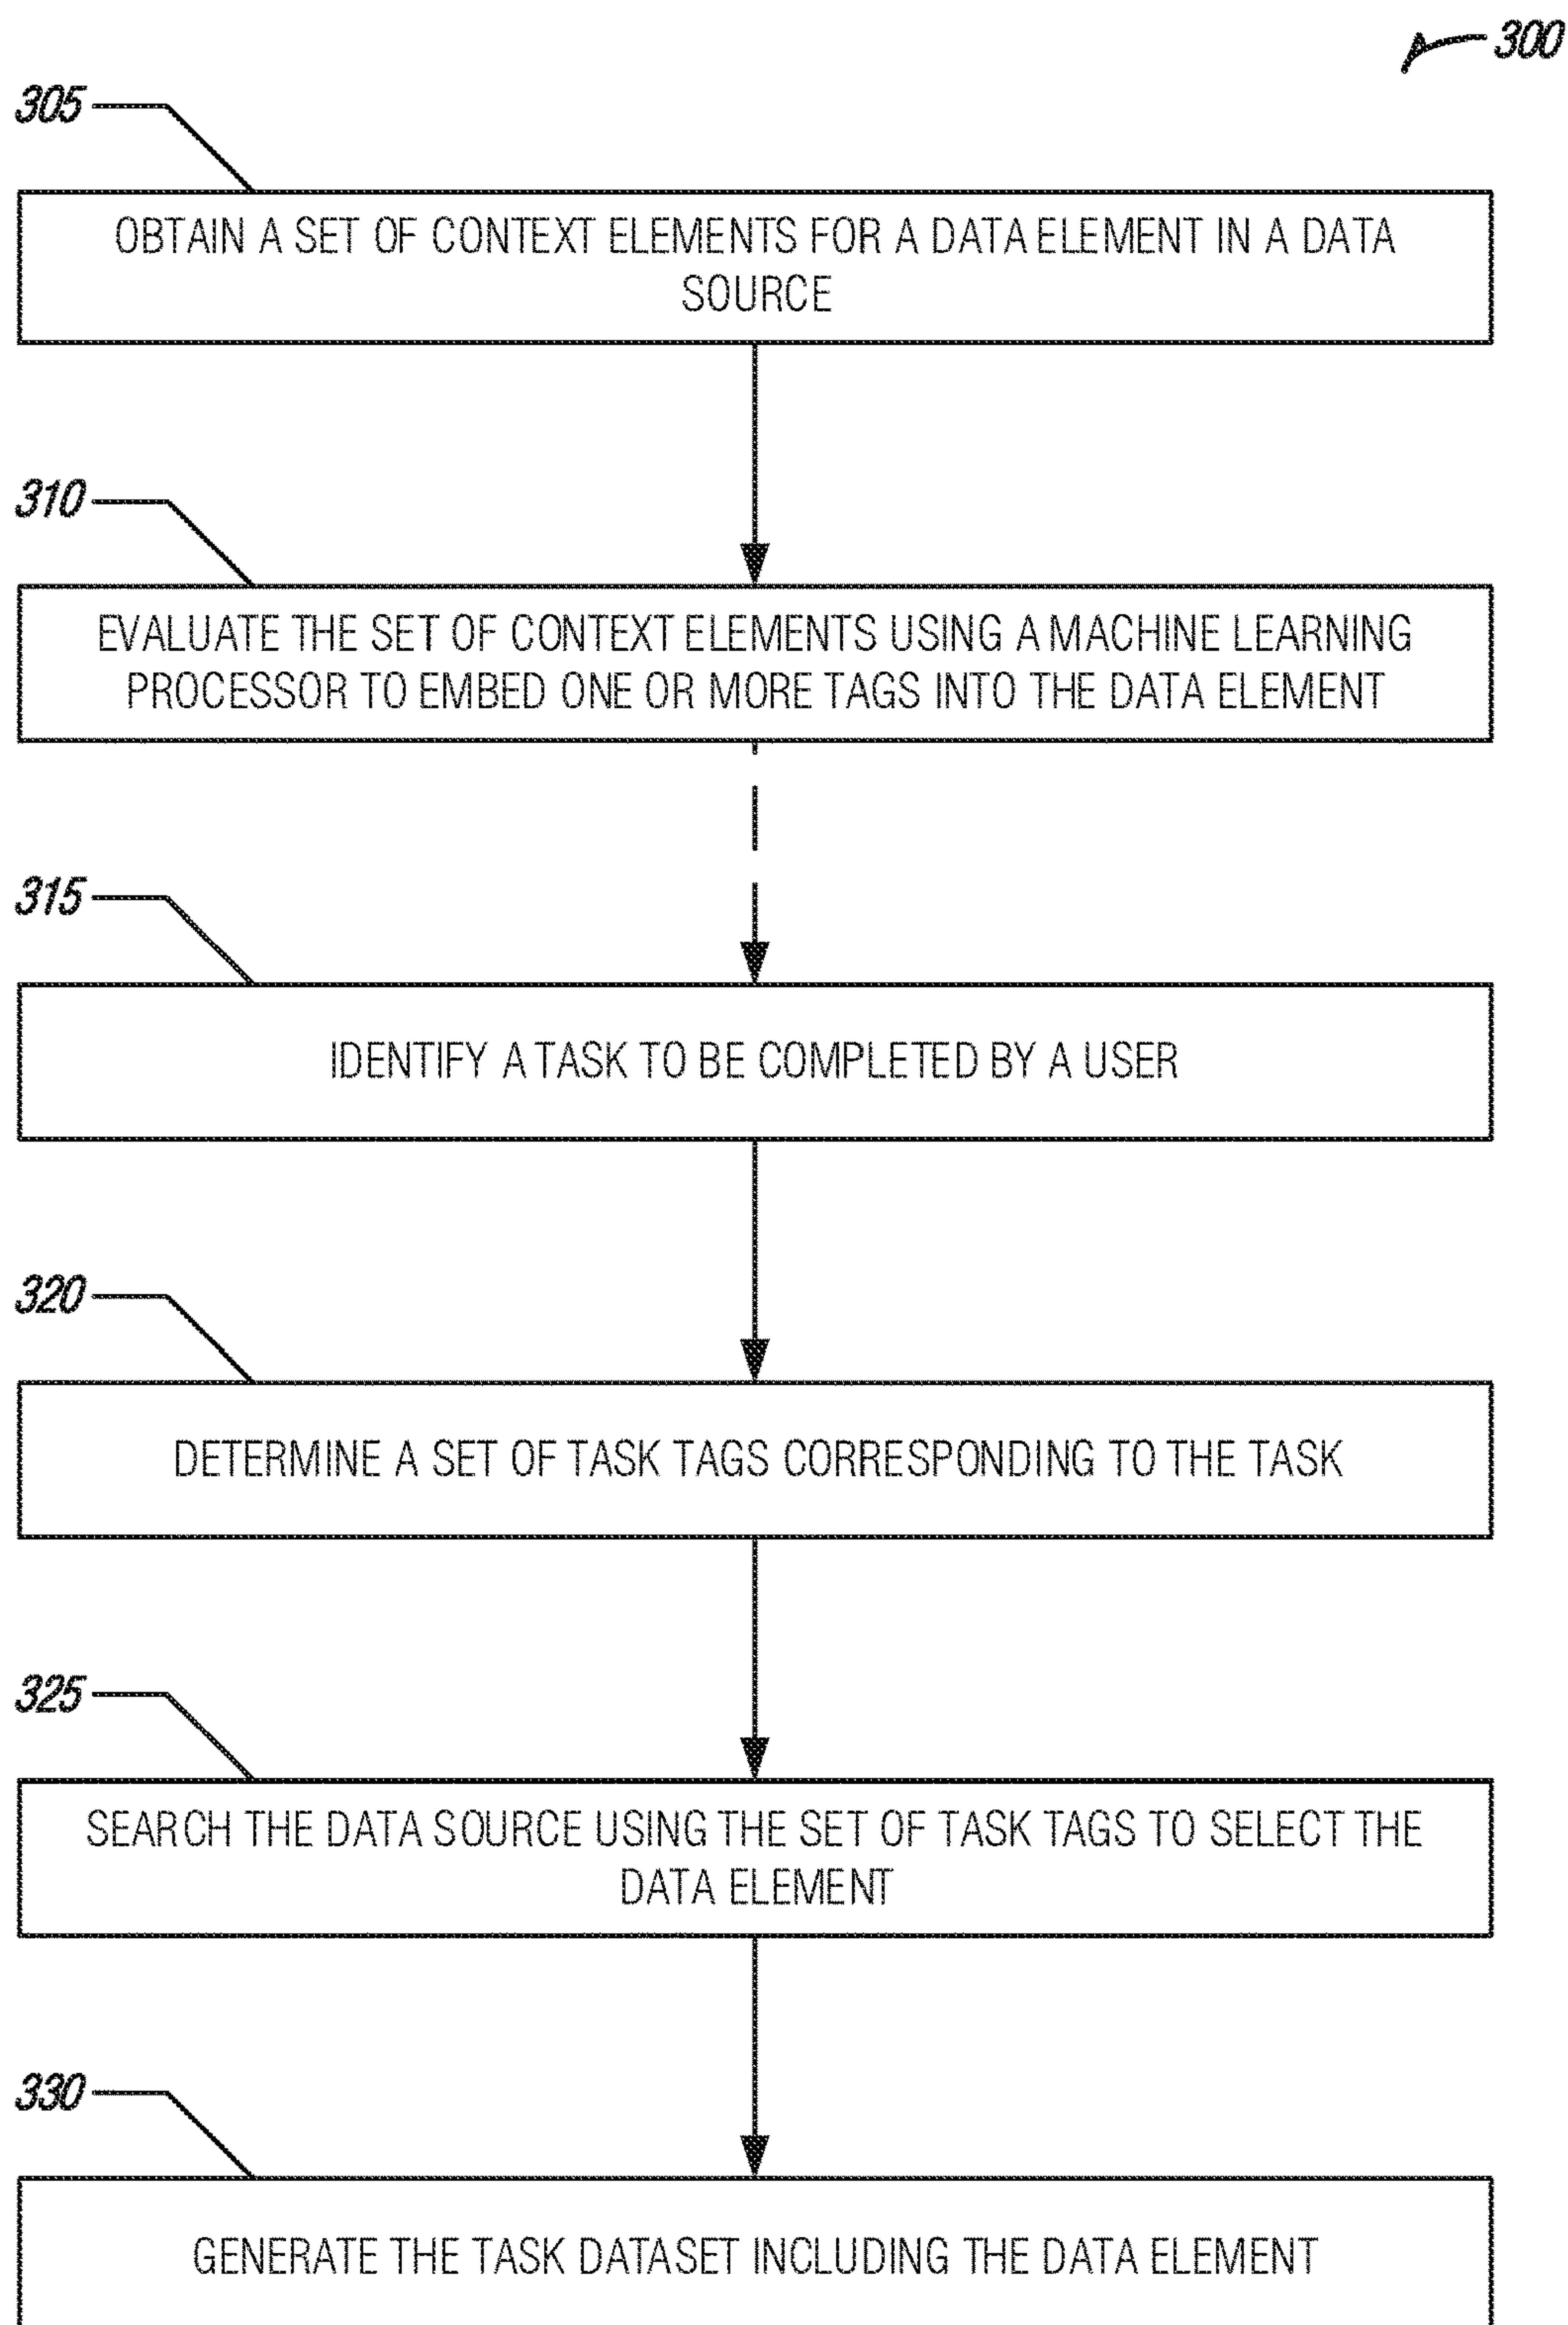 300
305
OBTAIN A SET OF CONTEXT ELEMENTS FOR A DATA ELEMENT IN A DATA
SOURCE
310
EVALUATE THE SET OF CONTEXT ELEMENTS USING A MACHINE LEARNING
PROCESSOR TO EMBED ONE OR MORE TAGS INTO THE DATA ELEMENT
315
IDENTIFY A TASK TO BE COMPLETED BY A USER
320
DETERMINE A SET OF TASK TAGS CORRESPONDING TO THE TASK
325
SEARCH THE DATA SOURCE USING THE SET OF TASK TAGS TO SELECT THE
DATA ELEMENT
330
GENERATE THE TASK DATASET INCLUDING THE DATA ELEMENT